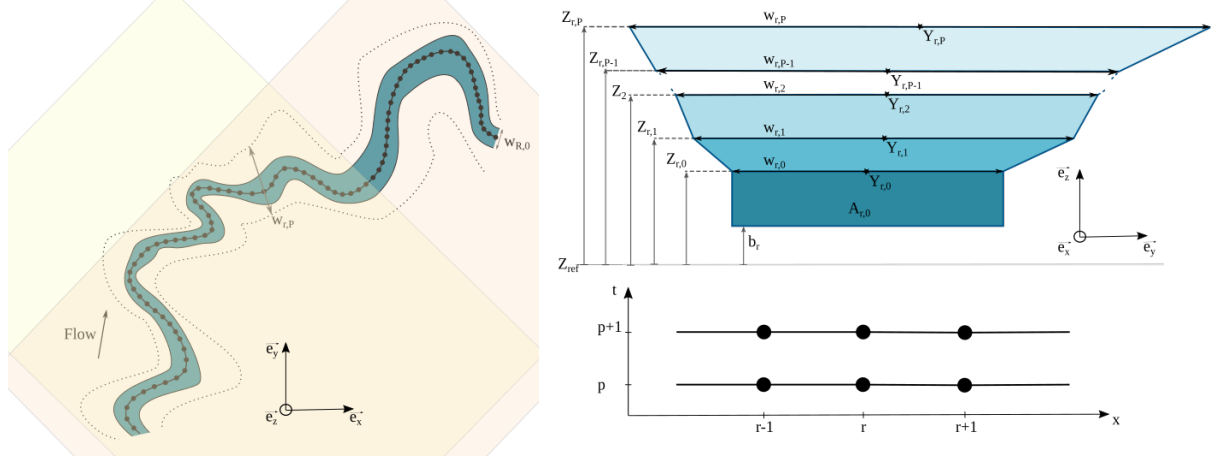 w_{R,0}
w_{r,P}
Flow
e_y
e_z
e_x
Z_{r,P}
w_{r,P}
Y_{r,P}
Z_{r,P-1}
w_{r,P-1}
Y_{r,P-1}
Z_2
w_{r,2}
Y_{r,2}
Z_{r,1}
w_{r,1}
Y_{r,1}
Z_{r,0}
w_{r,0}
Y_{r,0}
A_{r,0}
b_r
Z_{ref}
e_z
e_x
e_y
t
p+1
p
r-1 r r+1
x